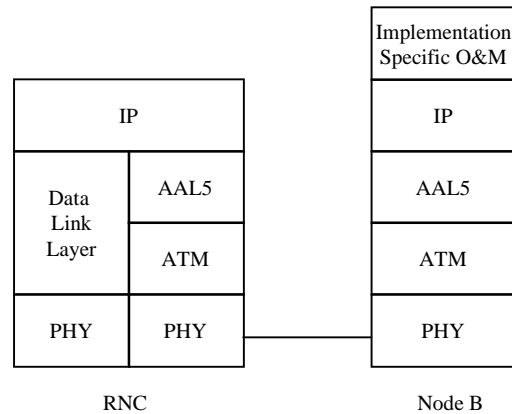 Implementation
Specific O&M
IP
IP
Data
Link
Layer
AAL5
AAL5
ATM
ATM
PHY
PHY
PHY
RNC
Node B